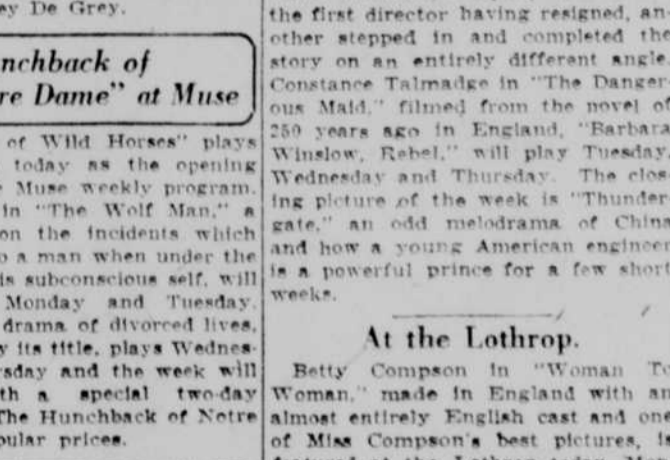 ey De Grey.
nchback of
re Dame" at Muse
of Wild Horses" plays
today as the opening
Muse weekly program.
in "The Wolf Man," a
on the incidents which
o a man when under the
is subconscious self, will
Monday and Tuesday.
drama of divorced lives,
y its title, plays Wednes-
sday and the week will
th a special two-day
The Hunchback of Notre
pular prices.
the first director having resigned, an-
other stepped in and completed the
story on an entirely different angle.
Constance Talmadge in "The Danger-
ous Maid," filmed from the novel of
250 years ago in England, "Barbara
Winslow, Rebel," will play Tuesday,
Wednesday and Thursday. The clos-
ing picture of the week is "Thunder-
gate," an odd melodrama of China
and how a young American engineer
is a powerful prince for a few short
weeks.
At the Lothrop.
Betty Compson in "Woman To
Woman," made in England with an
almost entirely English cast and one
of Miss Compson's best pictures, is